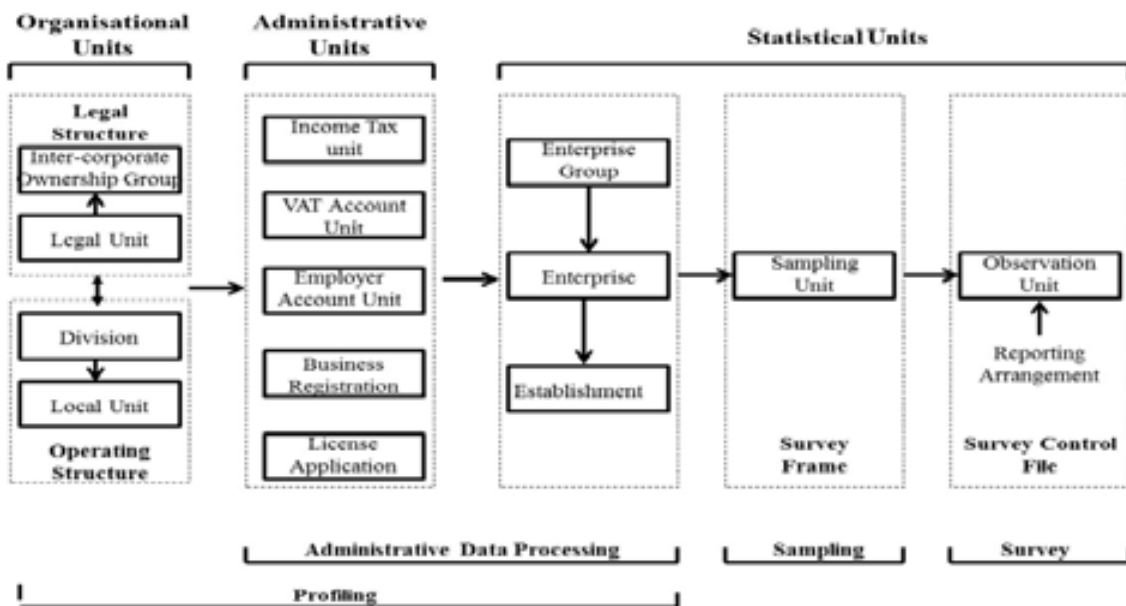 Organisational
Units
Administrative
Units
Statistical Units
Legal
Structure
Inter-corporate
Ownership Group
Legal Unit
Division
Local Unit
Operating
Structure
Income Tax
unit
VAT Account
Unit
Employer
Account Unit
Business
Registration
License
Application
Enterprise
Group
Enterprise
Establishment
Sampling
Unit
Survey
Frame
Observation
Unit
Reporting
Arrangement
Survey Control
File
Administrative Data Processing
Sampling
Survey
Profiling